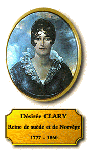 Désirée CLARY
Reine de suède et de Norvège
1777 - 1860